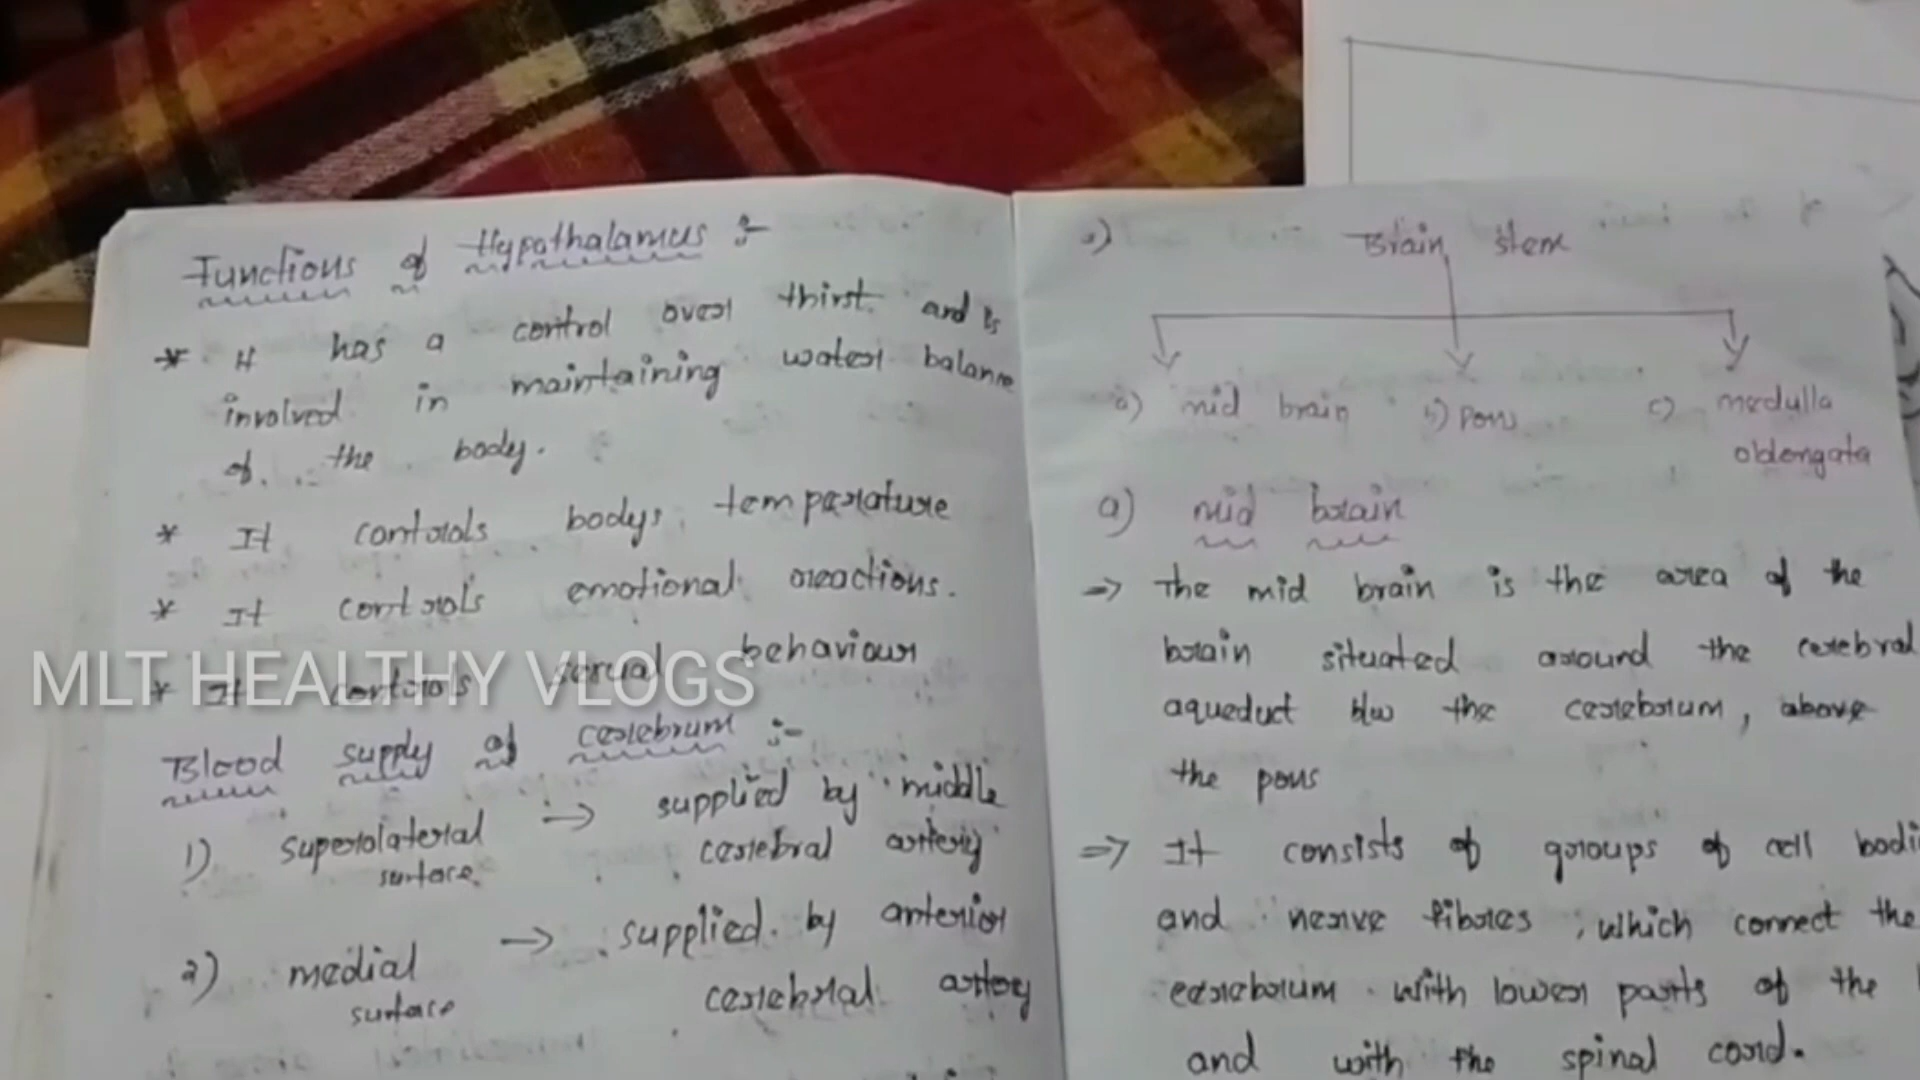 Functions of Hypothalamus :-
* It has a control over thirst and is
involved in maintaining water balance
of the body.
* It controls bodys temparature
* It controls emotional reactions.
* It controls sexual behaviour
MLT HEALTHY VLOGS
Blood supply of cerebrum :-
1) superolateral → supplied by middle
surface cerebral artery
2) medial → supplied by anterior
surface cerebral artery
Brain stem
a) mid brain b) pons c) medulla
oblongata
a) mid brain
⇒ the mid brain is the area of the
brain situated around the cerebral
aqueduct blw the cerebrum, above
the pons
⇒ It consists of groups of cell bodi
and nerve fibres, which connect the
cerebrum with lower parts of the
and with the spinal cord.